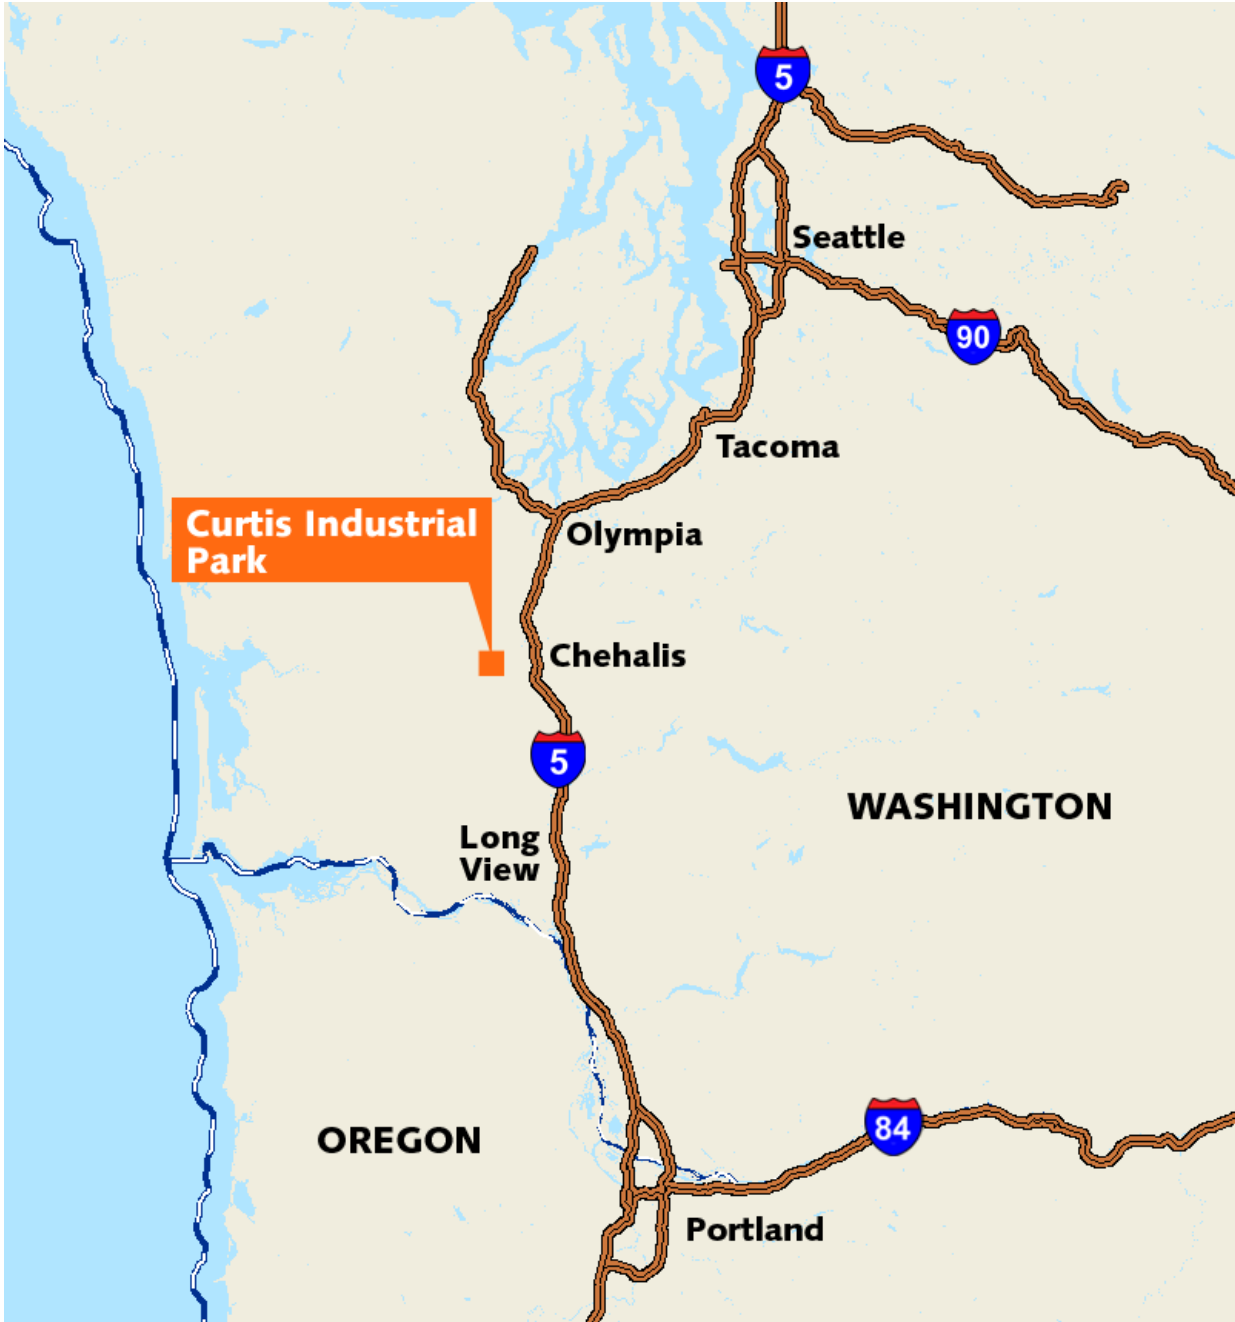 5
Seattle
90
Tacoma
Curtis Industrial
Park
Olympia
Chehalis
5
WASHINGTON
Long
View
84
OREGON
Portland